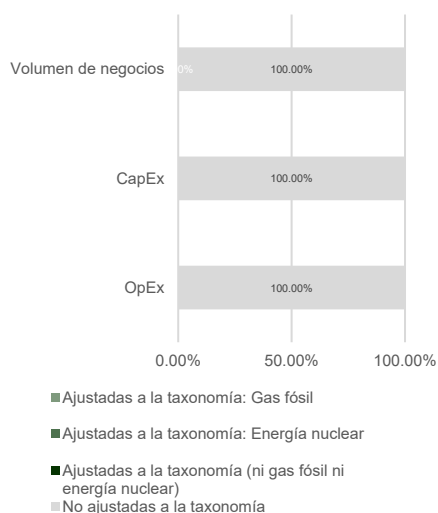 Volumen de negocios 0% 100.00%
CapEx 100.00%
OpEx 100.00%
0.00% 50.00% 100.00%
Ajustadas a la taxonomía: Gas fósil
Ajustadas a la taxonomía: Energía nuclear
Ajustadas a la taxonomía (ni gas fósil ni
energía nuclear)
No ajustadas a la taxonomía